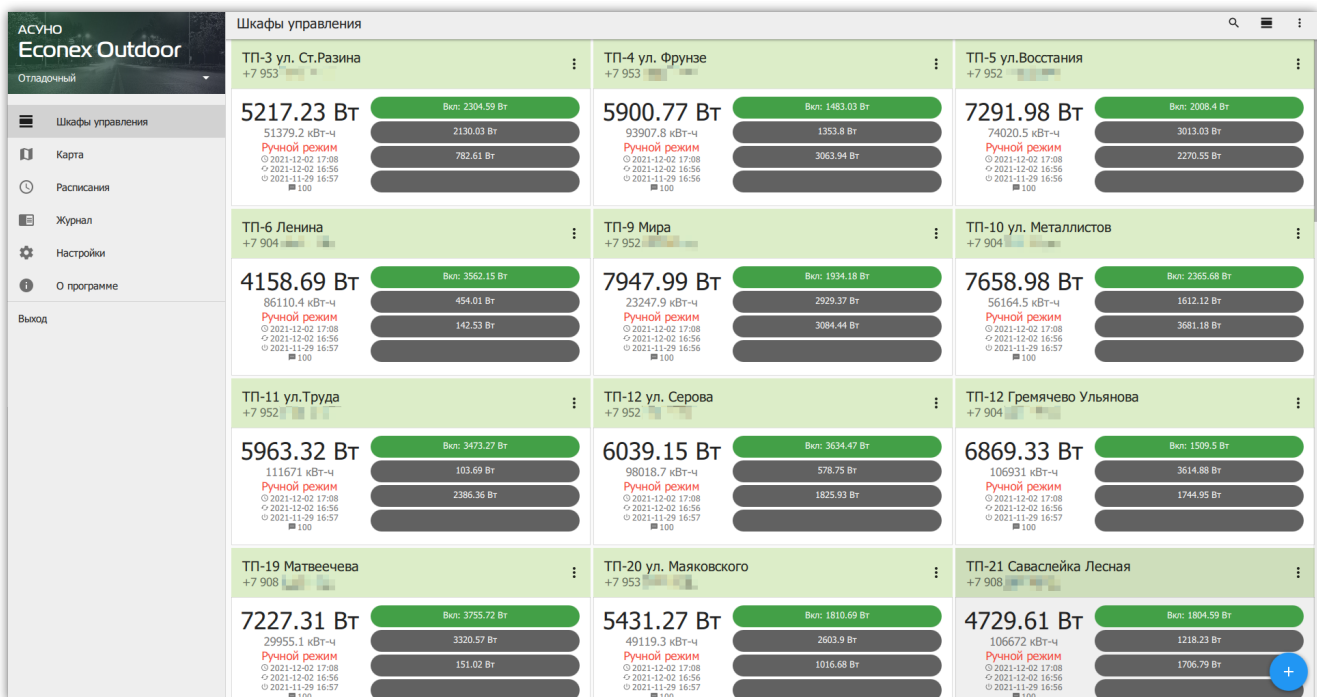 АСУНО
Econex Outdoor
Отладочный
Шкафы управления
Карта
Расписания
Журнал
Настройки
О программе
Выход
Шкафы управления
ТП-3 ул. Ст.Разина
+7 953
5217.23 Вт
51379.2 кВт-ч
Ручной режим
2021-12-02 17:08
2021-12-02 16:56
2021-11-29 16:57
100
Вкл: 2304.59 Вт
2130.03 Вт
782.61 Вт
ТП-4 ул. Фрунзе
+7 953
5900.77 Вт
93907.8 кВт-ч
Ручной режим
2021-12-02 17:08
2021-12-02 16:56
2021-11-29 16:56
100
Вкл: 1483.03 Вт
1353.8 Вт
3063.94 Вт
ТП-5 ул.Восстания
+7 952
7291.98 Вт
74020.5 кВт-ч
Ручной режим
2021-12-02 17:08
2021-12-02 16:56
2021-11-29 16:56
100
Вкл: 2008.4 Вт
3013.03 Вт
2270.55 Вт
ТП-6 Ленина
+7 904
4158.69 Вт
86110.4 кВт-ч
Ручной режим
2021-12-02 17:08
2021-12-02 16:56
2021-11-29 16:57
100
Вкл: 3562.15 Вт
454.01 Вт
142.53 Вт
ТП-9 Мира
+7 952
7947.99 Вт
23247.9 кВт-ч
Ручной режим
2021-12-02 17:08
2021-12-02 16:56
2021-11-29 16:57
100
Вкл: 1934.18 Вт
2929.37 Вт
3084.44 Вт
ТП-10 ул. Металлистов
+7 904
7658.98 Вт
56164.5 кВт-ч
Ручной режим
2021-12-02 17:08
2021-12-02 16:56
2021-11-29 16:57
100
Вкл: 2365.68 Вт
1612.12 Вт
3681.18 Вт
ТП-11 ул.Труда
+7 952
5963.32 Вт
111671 кВт-ч
Ручной режим
2021-12-02 17:08
2021-12-02 16:56
2021-11-29 16:57
100
Вкл: 3473.27 Вт
103.69 Вт
2386.36 Вт
ТП-12 ул. Серова
+7 952
6039.15 Вт
98018.7 кВт-ч
Ручной режим
2021-12-02 17:08
2021-12-02 16:56
2021-11-29 16:57
100
Вкл: 3634.47 Вт
578.75 Вт
1825.93 Вт
ТП-12 Гремячево Ульянова
+7 904
6869.33 Вт
106931 кВт-ч
Ручной режим
2021-12-02 17:08
2021-12-02 16:56
2021-11-29 16:57
100
Вкл: 1509.5 Вт
3614.88 Вт
1744.95 Вт
ТП-19 Матвеечева
+7 908
7227.31 Вт
29955.1 кВт-ч
Ручной режим
2021-12-02 17:08
2021-12-02 16:56
2021-11-29 16:57
100
Вкл: 3755.72 Вт
3320.57 Вт
151.02 Вт
ТП-20 ул. Маяковского
+7 953
5431.27 Вт
49119.3 кВт-ч
Ручной режим
2021-12-02 17:08
2021-12-02 16:56
2021-11-29 16:57
100
Вкл: 1810.69 Вт
2603.9 Вт
1016.68 Вт
ТП-21 Саваслейка Лесная
+7 908
4729.61 Вт
106672 кВт-ч
Ручной режим
2021-12-02 17:08
2021-12-02 16:56
2021-11-29 16:56
100
Вкл: 1804.59 Вт
1218.23 Вт
1706.79 Вт